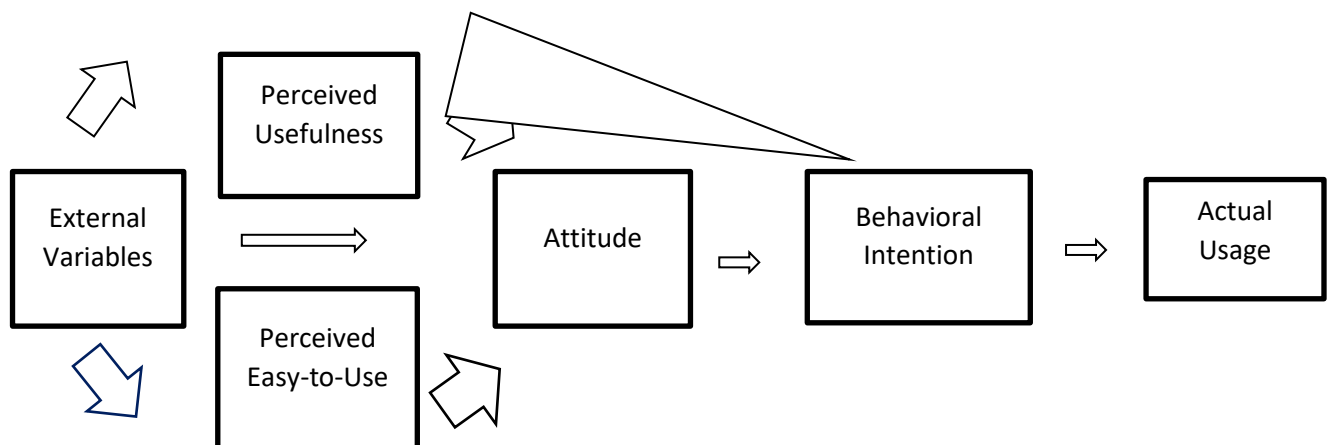 Perceived
Usefulness
External
Variables
Attitude
Behavioral
Intention
Actual
Usage
Perceived
Easy-to-Use